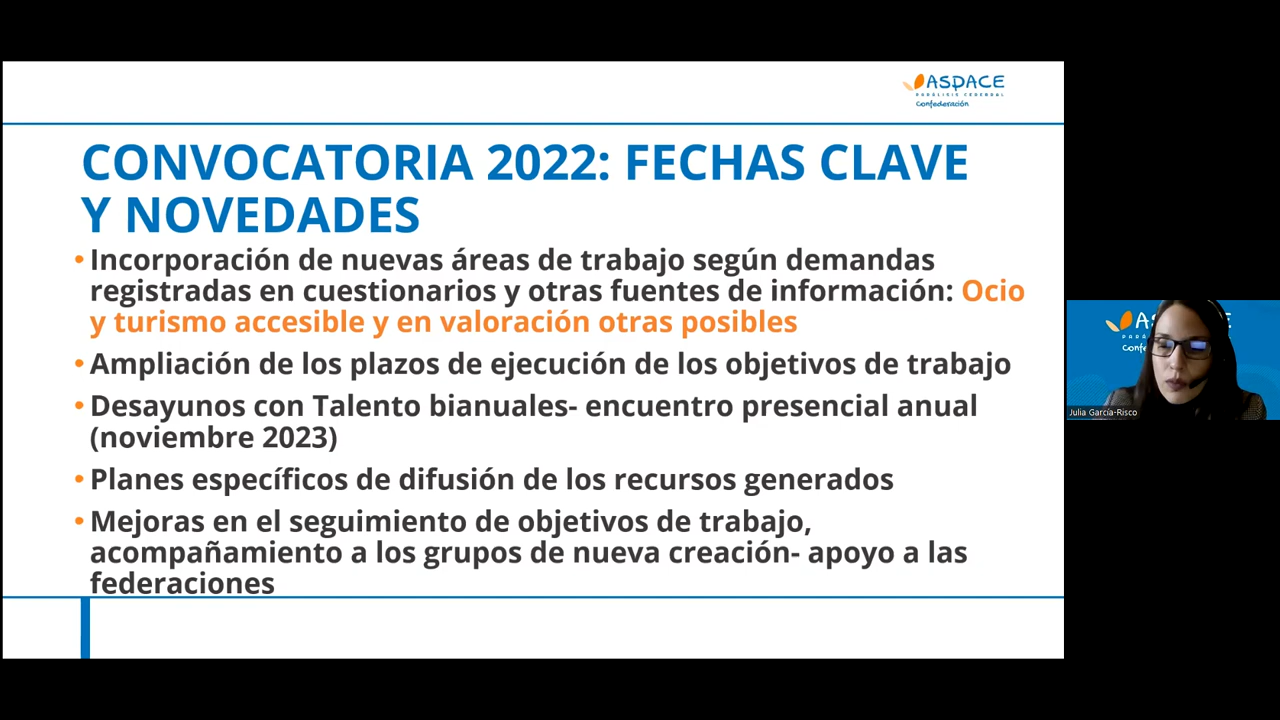 ASPACE
PARÁLISIS CEREBRAL
Confederación
CONVOCATORIA 2022: FECHAS CLAVE
Y NOVEDADES
• Incorporación de nuevas áreas de trabajo según demandas
registradas en cuestionarios y otras fuentes de información: Ocio
y turismo accesible y en valoración otras posibles
• Ampliación de los plazos de ejecución de los objetivos de trabajo
• Desayunos con Talento bianuales- encuentro presencial anual
(noviembre 2023)
• Planes específicos de difusión de los recursos generados
• Mejoras en el seguimiento de objetivos de trabajo,
acompañamiento a los grupos de nueva creación- apoyo a las
federaciones
Julia García-Risco